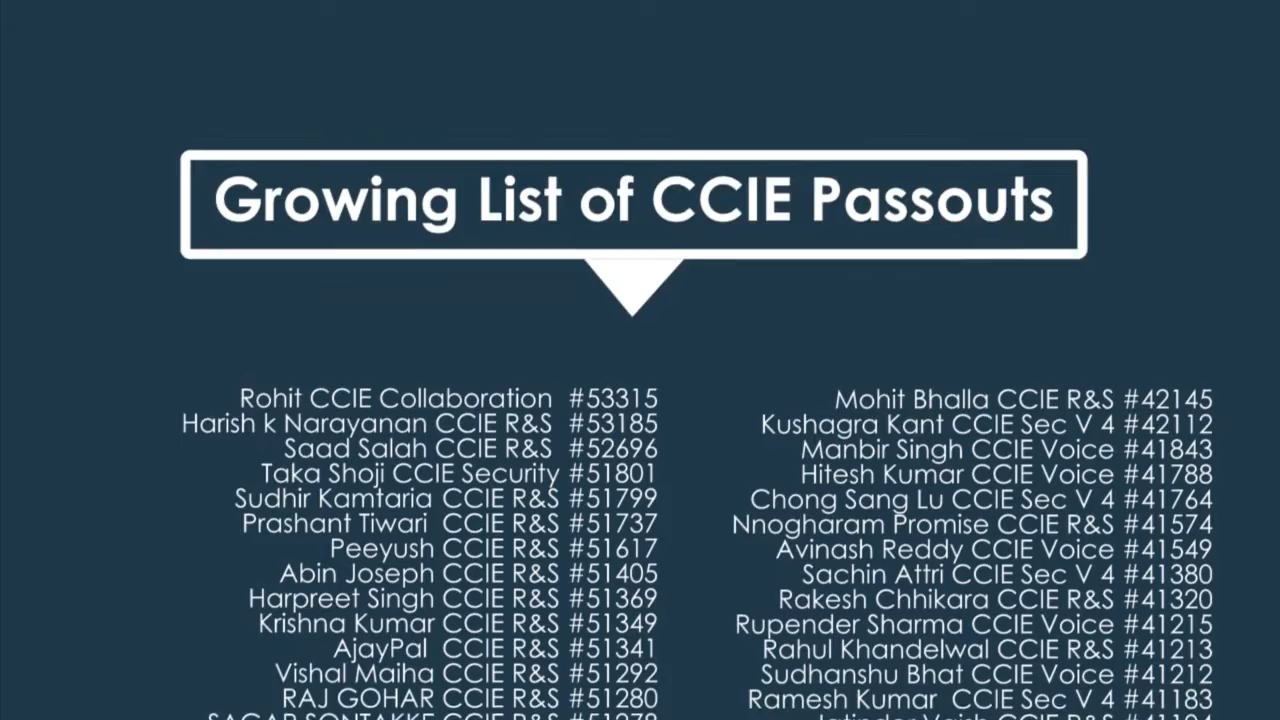 Growing List of CCIE Passouts
Rohit CCIE Collaboration #53315
Harish k Narayanan CCIE R&S #53185
Saad Salah CCIE R&S #52696
Taka Shoji CCIE Security #51801
Sudhir Kamtaria CCIE R&S #51799
Prashant Tiwari CCIE R&S #51737
Peeyush CCIE R&S #51617
Abin Joseph CCIE R&S #51405
Harpreet Singh CCIE R&S #51369
Krishna Kumar CCIE R&S #51349
AjayPal CCIE R&S #51341
Vishal Maiha CCIE R&S #51292
RAJ GOHAR CCIE R&S #51280
SAGAR SONTAKKE CCIE R&S #51279
Mohit Bhalla CCIE R&S #42145
Kushagra Kant CCIE Sec V 4 #42112
Manbir Singh CCIE Voice #41843
Hitesh Kumar CCIE Voice #41788
Chong Sang Lu CCIE Sec V 4 #41764
Nnogharam Promise CCIE R&S #41574
Avinash Reddy CCIE Voice #41549
Sachin Attri CCIE Sec V 4 #41380
Rakesh Chhikara CCIE R&S #41320
Rupender Sharma CCIE Voice #41215
Rahul Khandelwal CCIE R&S #41213
Sudhanshu Bhat CCIE Voice #41212
Ramesh Kumar CCIE Sec V 4 #41183